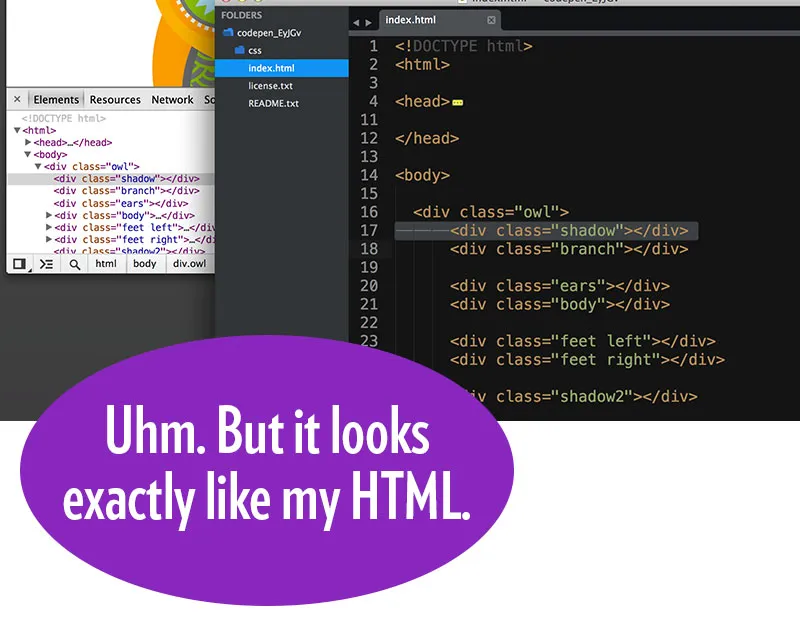 FOLDERS
codepen_EyJGv
css
index.html
license.txt
README.txt
index.html
1 <!DOCTYPE html>
2 <html>
3
4 <head>
11
12 </head>
13
14 <body>
15
16 <div class="owl">
17 <div class="shadow"></div>
18 <div class="branch"></div>
19
20 <div class="ears"></div>
21 <div class="body"></div>
22
23 <div class="feet left"></div>
<div class="feet right"></div>
class="shadow2"></div>
× Elements Resources Network
<!DOCTYPE html>
▼<html>
▶<head>…</head>
▼<body>
▼<div class="owl">
<div class="shadow"></div>
<div class="branch"></div>
<div class="ears"></div>
▶<div class="body">…</div>
▶<div class="feet left">…</div>
▶<div class="feet right">…</di
<div class="shadow2"></div>
html body div.owl
Uhm. But it looks
exactly like my HTML.